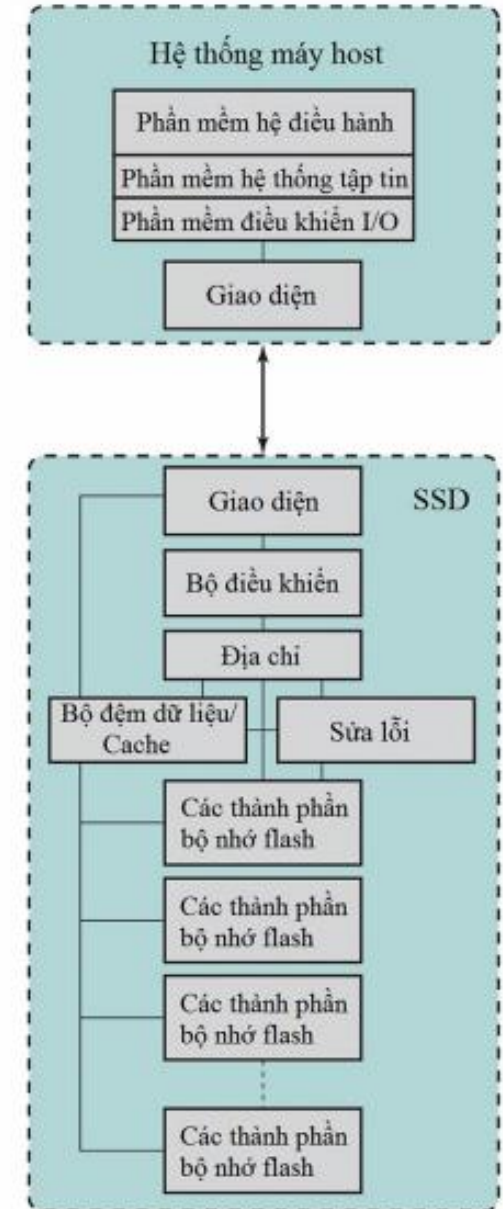 Hệ thống máy host
Phần mềm hệ điều hành
Phần mềm hệ thống tập tin
Phần mềm điều khiển I/O
Giao diện
Giao diện
SSD
Bộ điều khiển
Địa chỉ
Bộ đệm dữ liệu/
Cache
Sửa lỗi
Các thành phần
bộ nhớ flash
Các thành phần
bộ nhớ flash
Các thành phần
bộ nhớ flash
Các thành phần
bộ nhớ flash